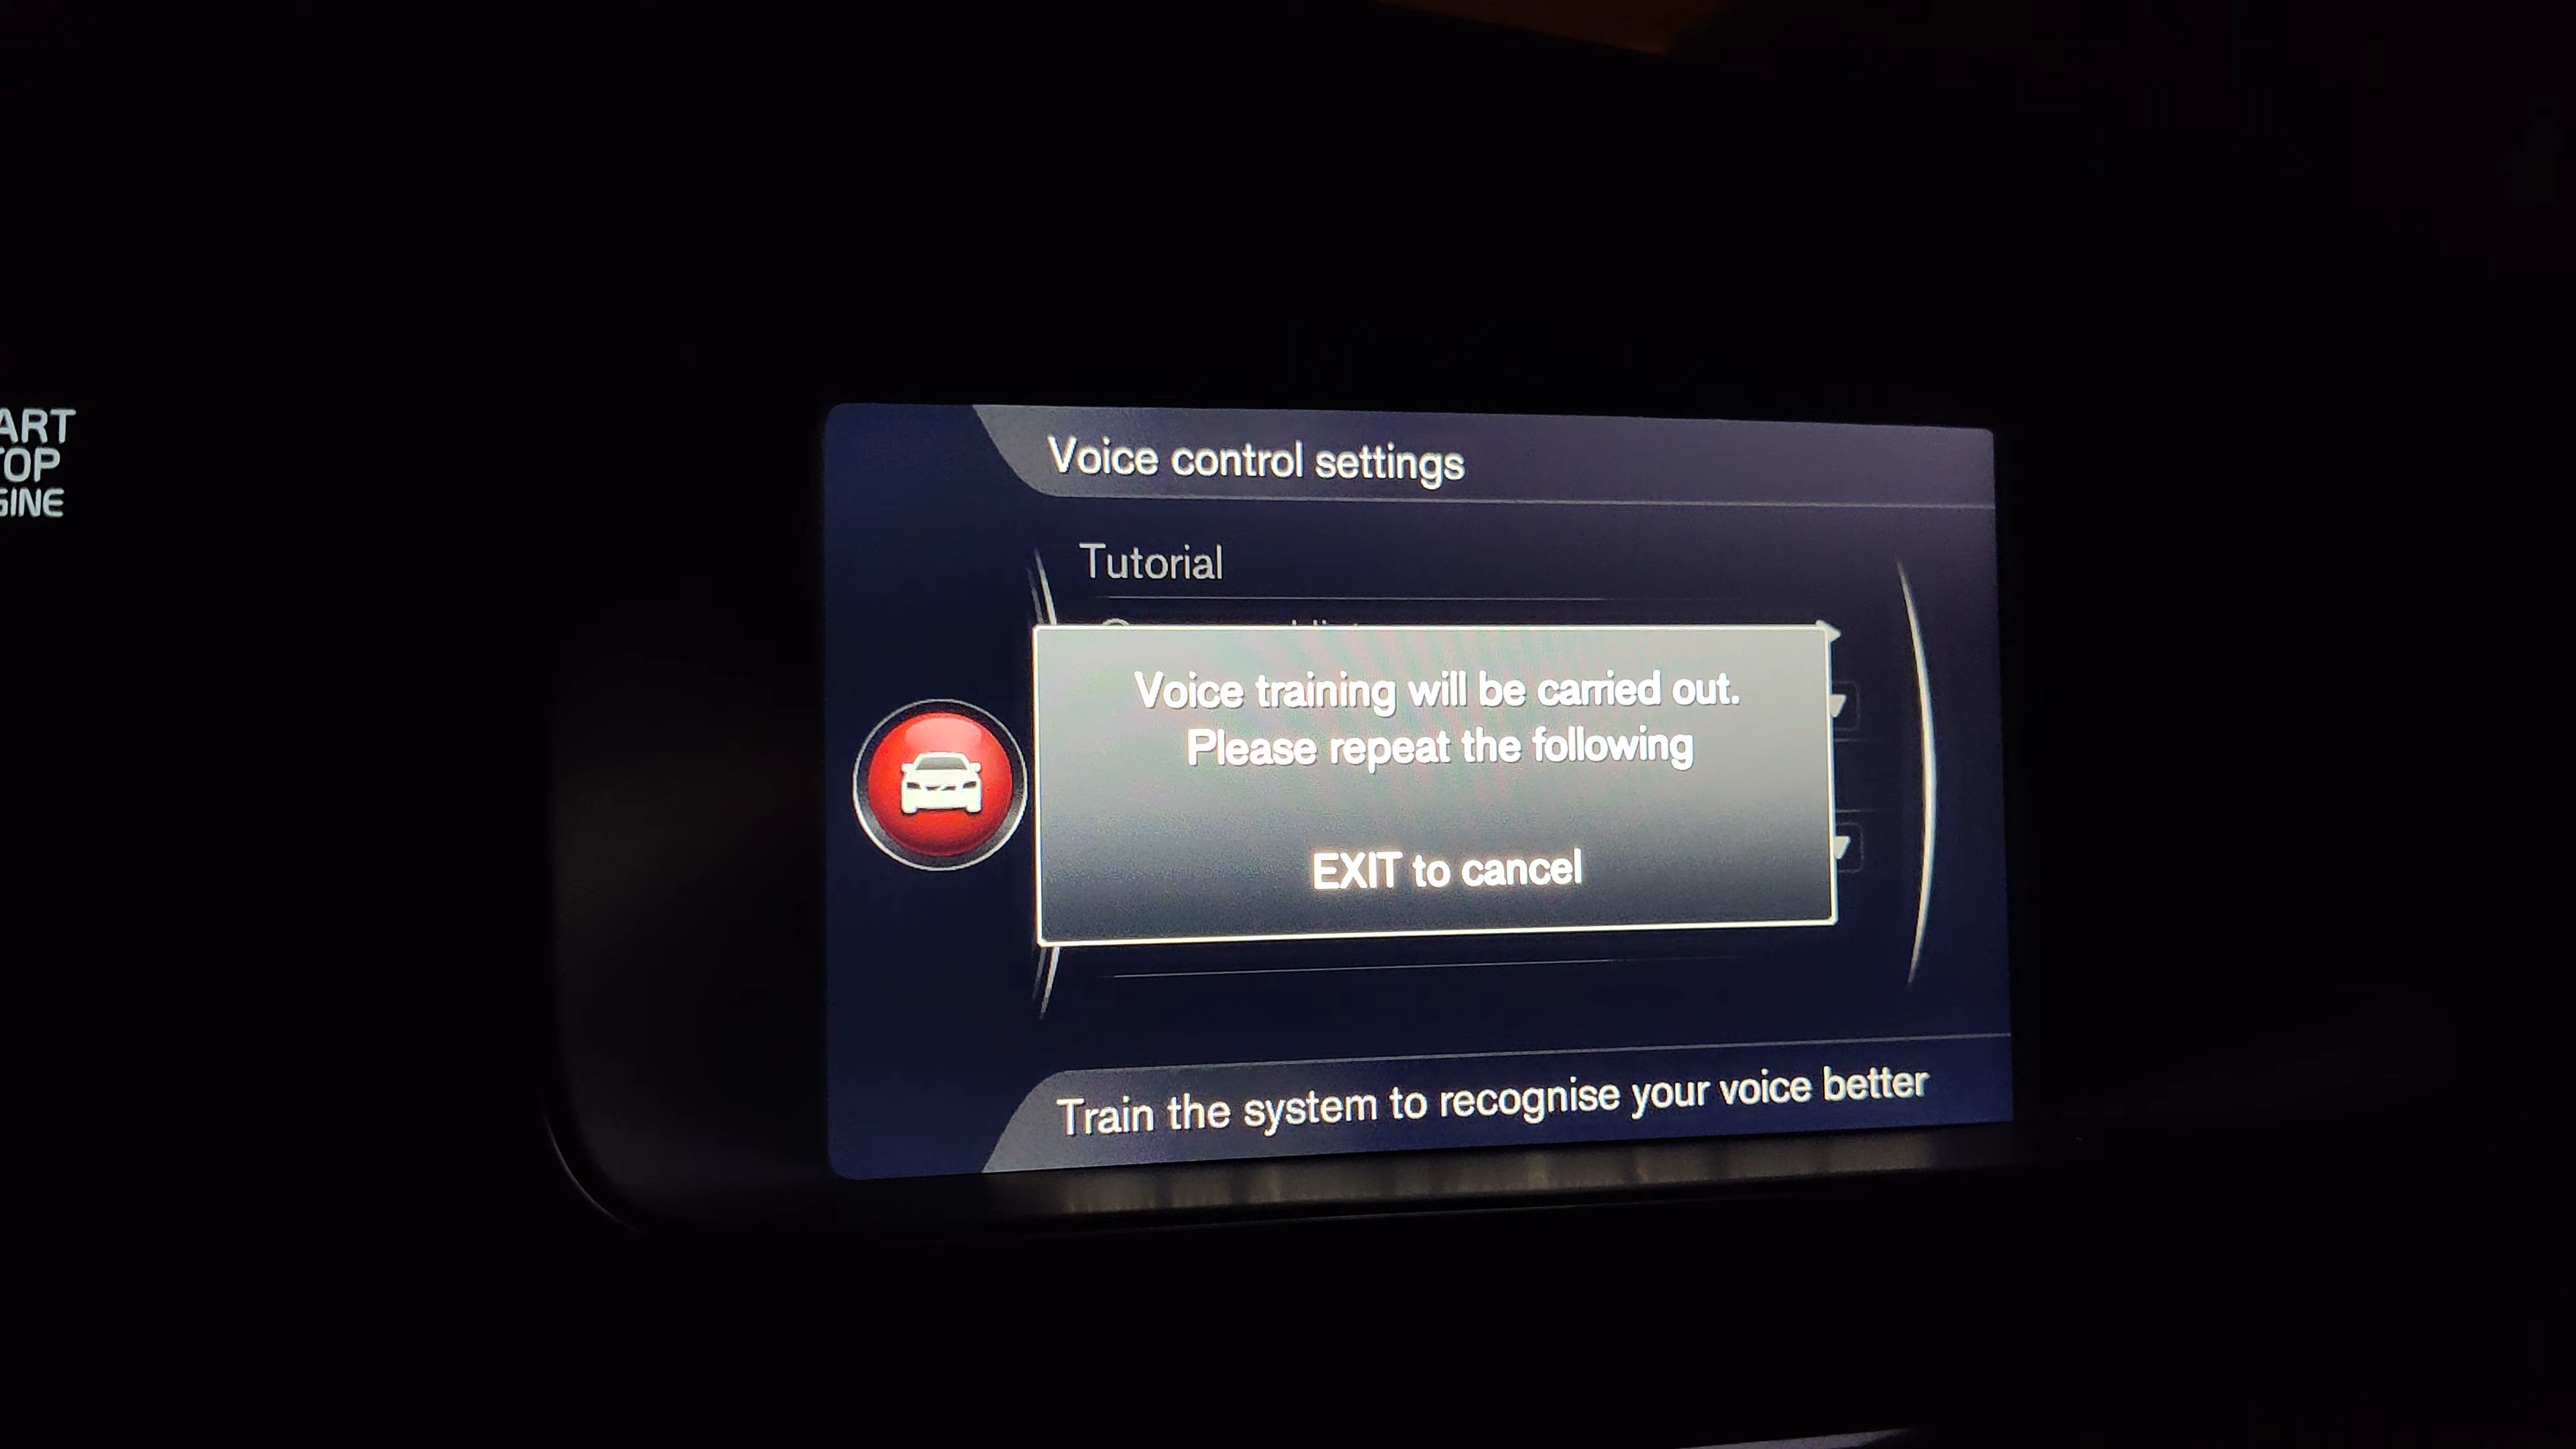 ART
TOP
GINE
Voice control settings
Tutorial
Voice training will be carried out.
Please repeat the following
EXIT to cancel
Train the system to recognise your voice better